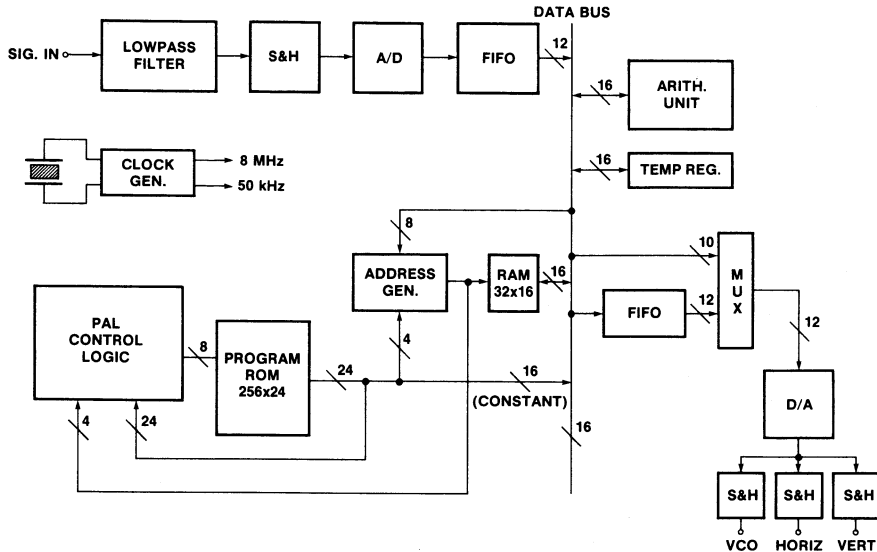 DATA BUS
SIG. IN
LOWPASS
FILTER
S&H
A/D
FIFO
12
16
ARITH.
UNIT
CLOCK
GEN.
8 MHz
50 kHz
16
TEMP REG.
8
ADDRESS
GEN.
RAM
32x16
16
10
MUX
FIFO
12
12
PAL
CONTROL
LOGIC
8
PROGRAM
ROM
256x24
24
4
16
(CONSTANT)
4
24
16
D/A
S&H
S&H
S&H
VCO
HORIZ
VERT